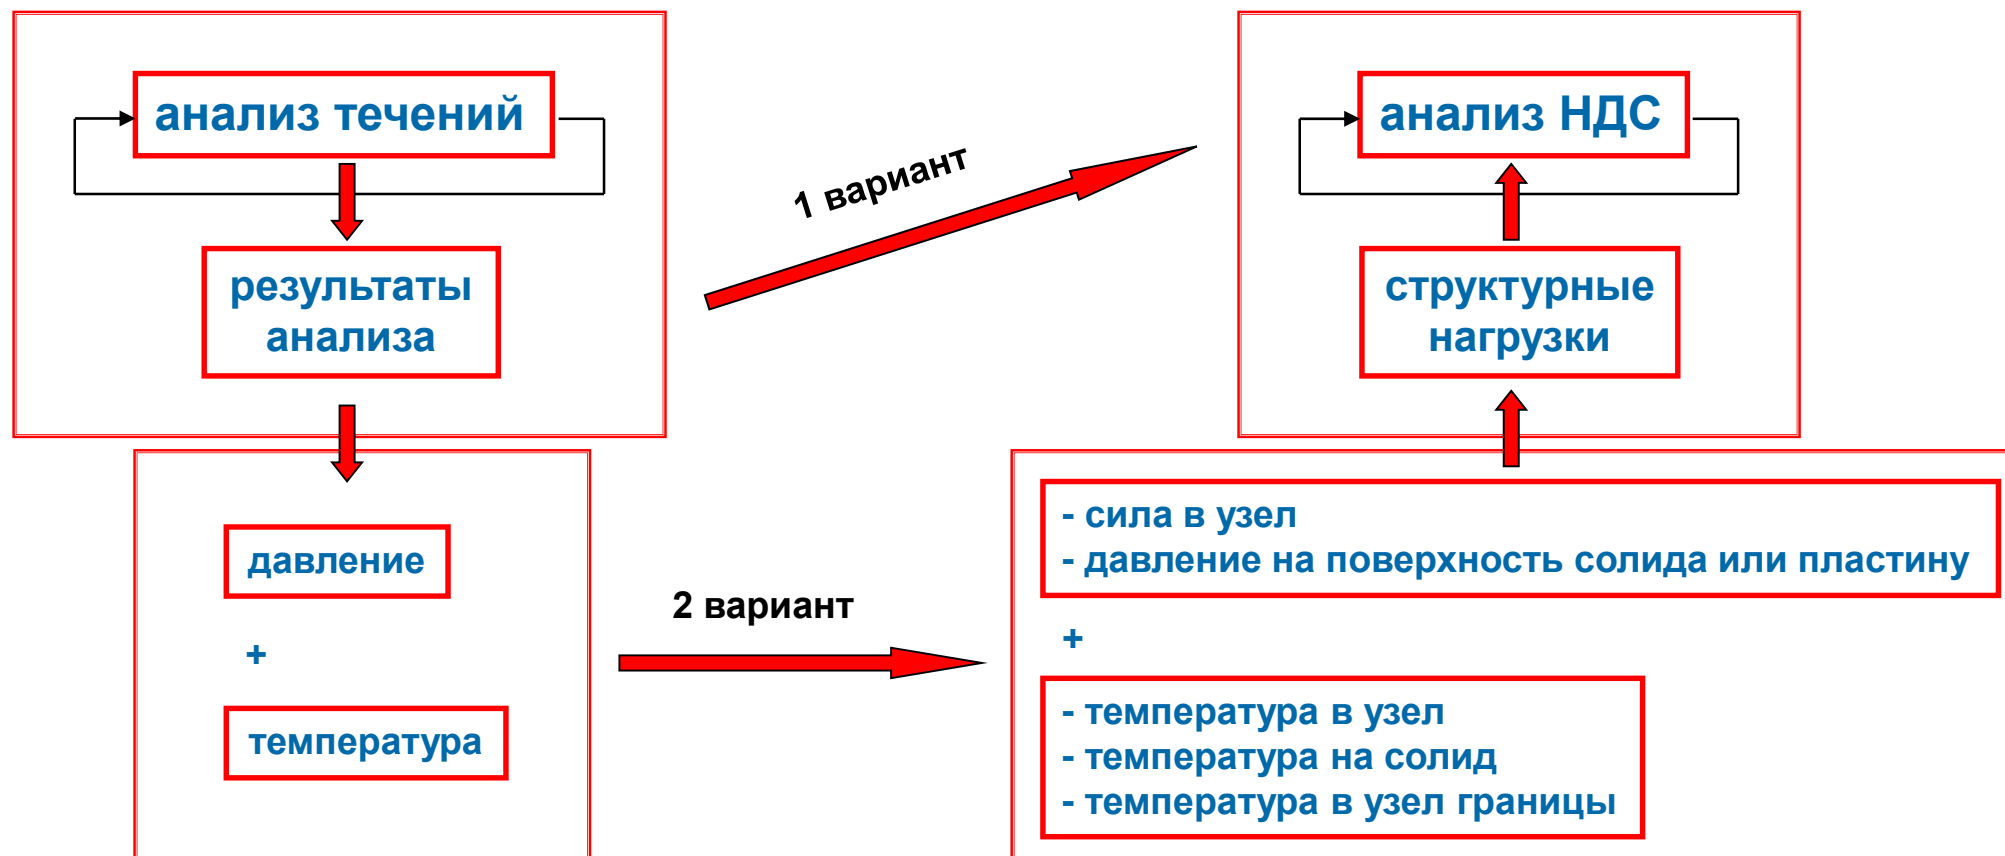 анализ течений
результаты
анализа
1 вариант
анализ НДС
структурные
нагрузки
давление
+
температура
2 вариант
- сила в узел
- давление на поверхность солида или пластину
+
- температура в узел
- температура на солид
- температура в узел границы